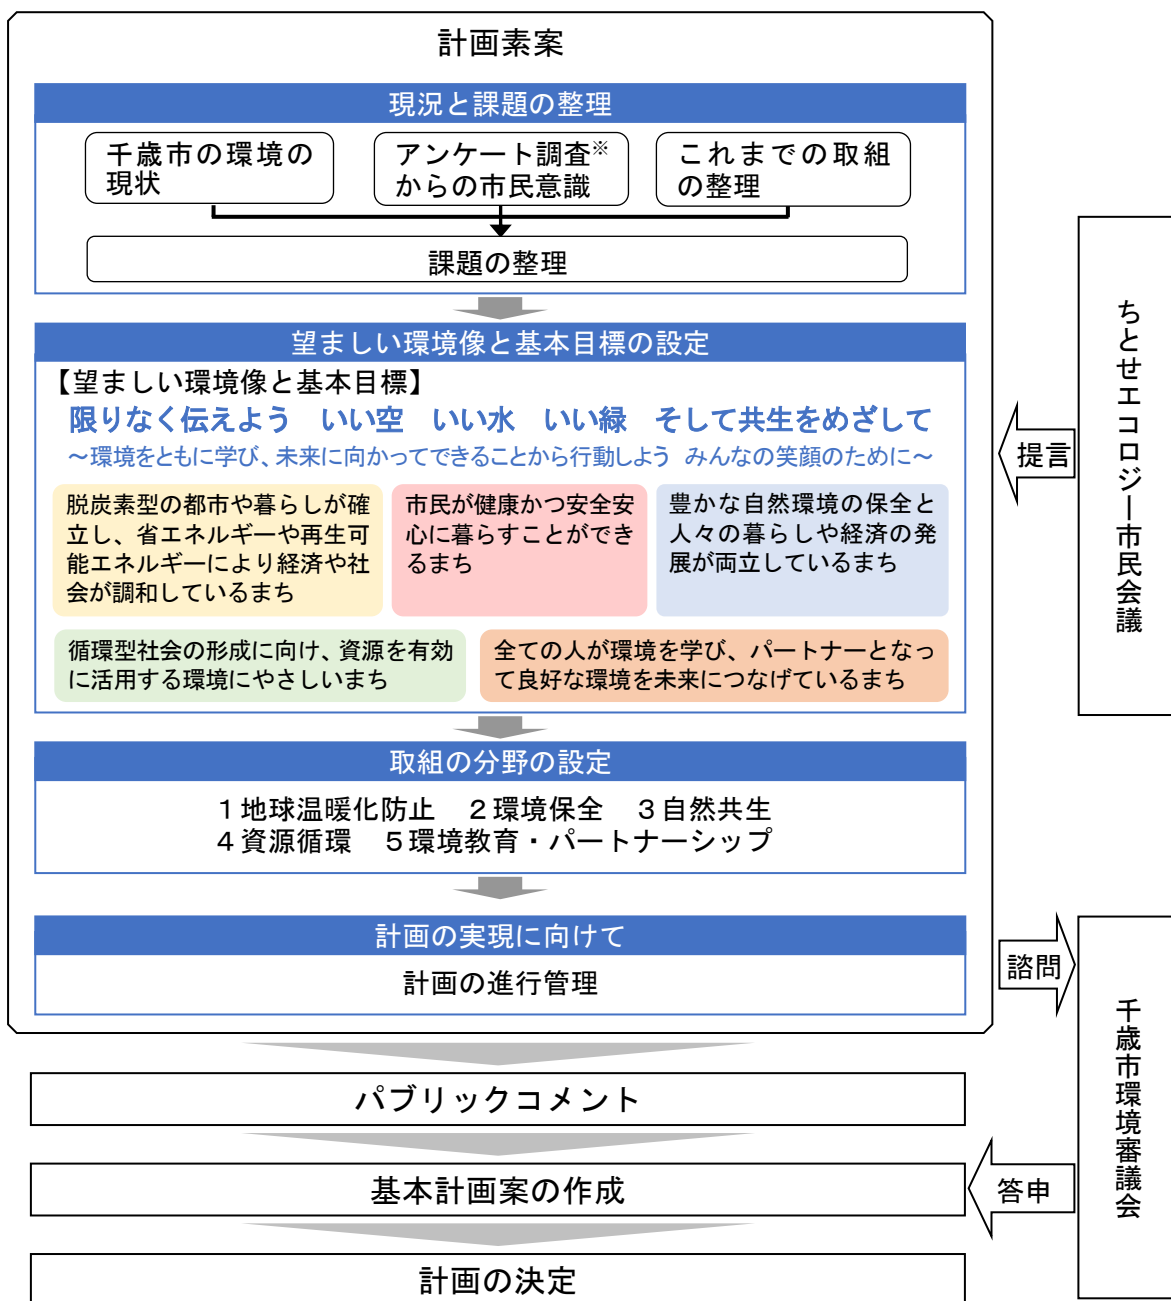 計画素案
現況と課題の整理
千歳市の環境の
現状
アンケート調査※
からの市民意識
これまでの取組
の整理
課題の整理
望ましい環境像と基本目標の設定
【望ましい環境像と基本目標】
限りなく伝えよう　いい空　いい水　いい緑　そして共生をめざして
～環境をともに学び、未来に向かってできることから行動しよう　みんなの笑顔のために～
脱炭素型の都市や暮らしが確
立し、省エネルギーや再生可
能エネルギーにより経済や社
会が調和しているまち
市民が健康かつ安全安
心に暮らすことができ
るまち
豊かな自然環境の保全と
人々の暮らしや経済の発
展が両立しているまち
循環型社会の形成に向け、資源を有効
に活用する環境にやさしいまち
全ての人が環境を学び、パートナーとなっ
て良好な環境を未来につなげているまち
取組の分野の設定
１地球温暖化防止　２環境保全　３自然共生
４資源循環　５環境教育・パートナーシップ
計画の実現に向けて
計画の進行管理
パブリックコメント
基本計画案の作成
計画の決定
提言
ちとせエコロジー市民会議
諮問
答申
千歳市環境審議会